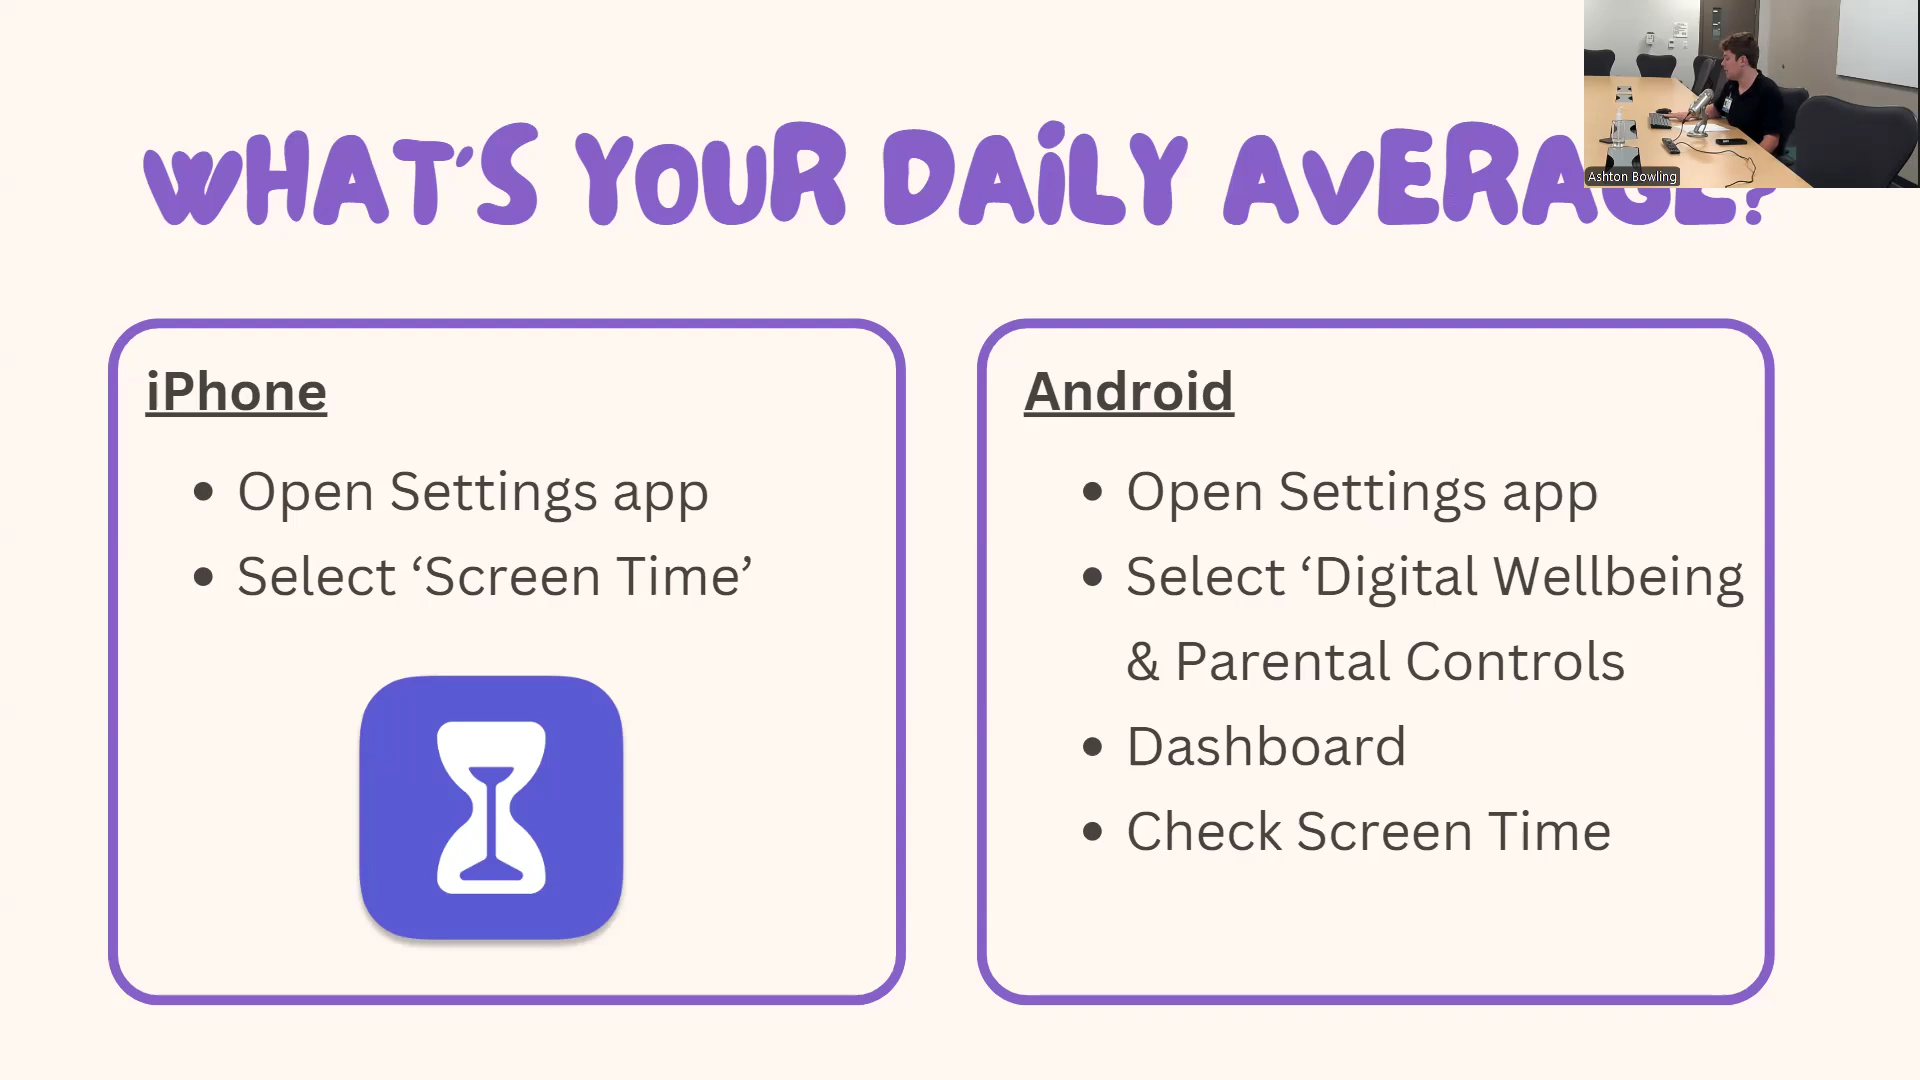 WHAT'S YOUR DAILY AVERAGE?
Ashton Bowling
iPhone
• Open Settings app
• Select ‘Screen Time’
Android
• Open Settings app
• Select ‘Digital Wellbeing
& Parental Controls
• Dashboard
• Check Screen Time